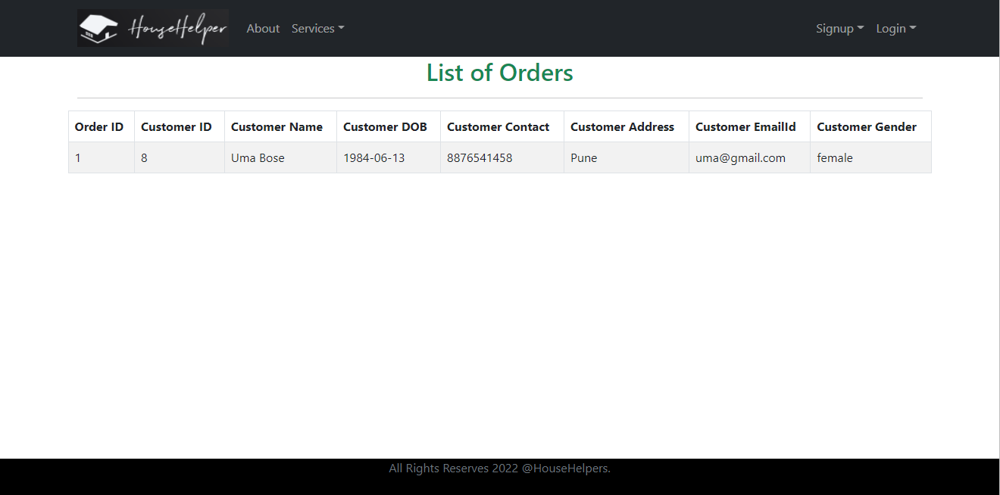 HouseHelper About Services Signup Login
List of Orders
Order ID Customer ID Customer Name Customer DOB Customer Contact Customer Address Customer EmailId Customer Gender
1 8 Uma Bose 1984-06-13 8876541458 Pune uma@gmail.com female
All Rights Reserves 2022 @HouseHelpers.